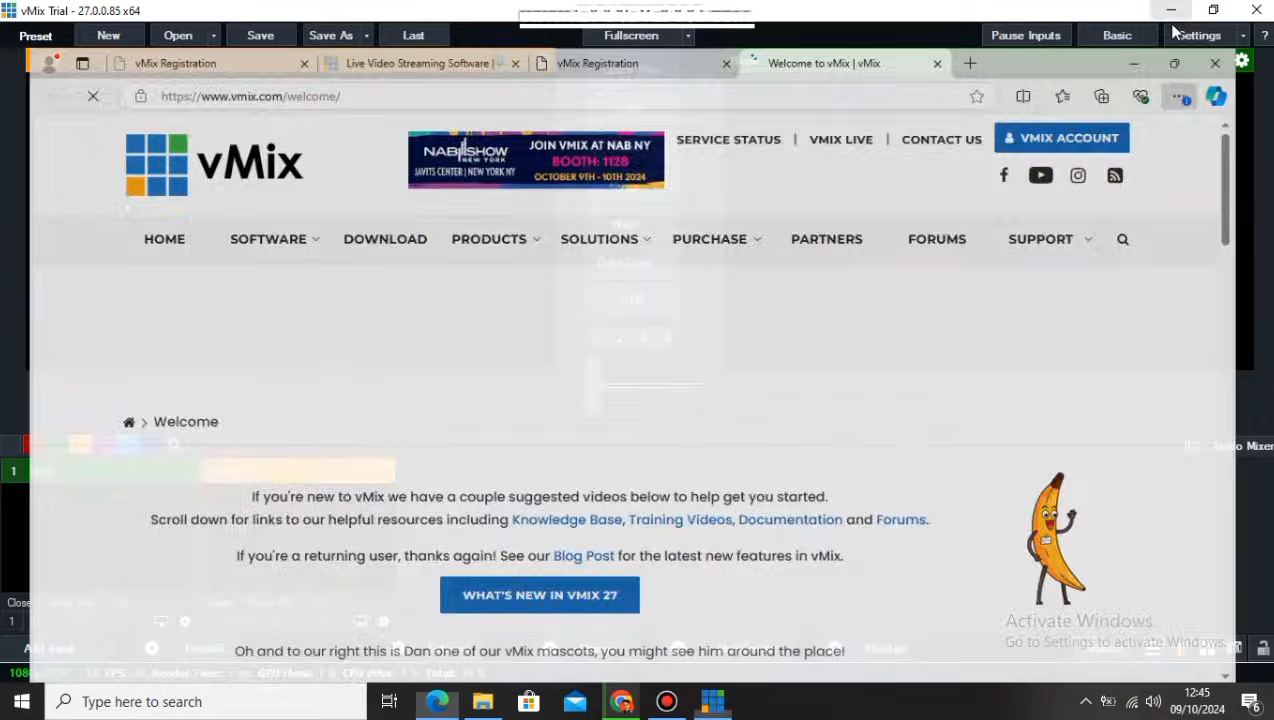 vMix Trial - 27.0.0.85 x64
Preset New Open Save Save As Last Fullscreen Pause Inputs Basic Settings ?
vMix Registration Live Video Streaming Software | vMix Registration Welcome to vMix | vMix
https://www.vmix.com/welcome/
vMix
NAB SHOW
NEW YORK
JAVITS CENTER | NEW YORK NY
JOIN VMIX AT NAB NY
BOOTH: 1128
OCTOBER 9TH - 10TH 2024
SERVICE STATUS | VMIX LIVE | CONTACT US
VMIX ACCOUNT
HOME SOFTWARE DOWNLOAD PRODUCTS SOLUTIONS PURCHASE PARTNERS FORUMS SUPPORT
Welcome
Audio Mixer
1
If you're new to vMix we have a couple suggested videos below to help get you started.
Scroll down for links to our helpful resources including Knowledge Base, Training Videos, Documentation and Forums.
If you're a returning user, thanks again! See our Blog Post for the latest new features in vMix.
WHAT'S NEW IN VMIX 27
Close
1
Activate Windows
Go to Settings to activate Windows.
Oh and to our right this is Dan one of our vMix mascots, you might see him around the place!
Type here to search
12:45
09/10/2024
6